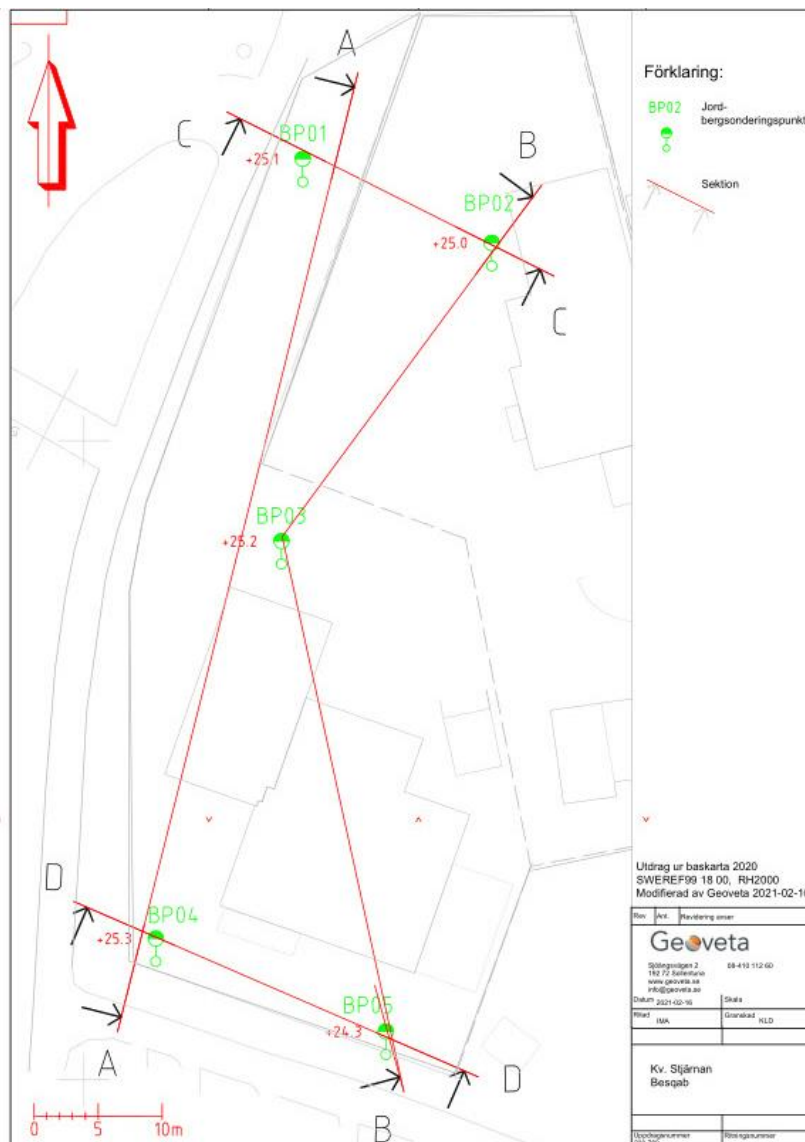 A
C
BP01
+25.1
B
BP02
+25.0
C
BP03
+25.2
D
BP04
+25.3
BP05
+24.3
A
B
D
0 5 10m
Förklaring:
BP02
Jord-
bergsonderingspunkt
Sektion
Utdrag ur baskarta 2020
SWEREF99 18 00, RH2000
Modifierad av Geoveta 2021-02-16
Rev Ant. Revidering avser
Geoveta
Sjöängsvägen 2 08-410 112 60
192 72 Sollentuna
www.geoveta.se
info@geoveta.se
Datum 2021-02-16 Skala
Ritad IMA Granskad KLD
Kv. Stjärnan
Besqab
Uppdragsnummer Ritningsnummer